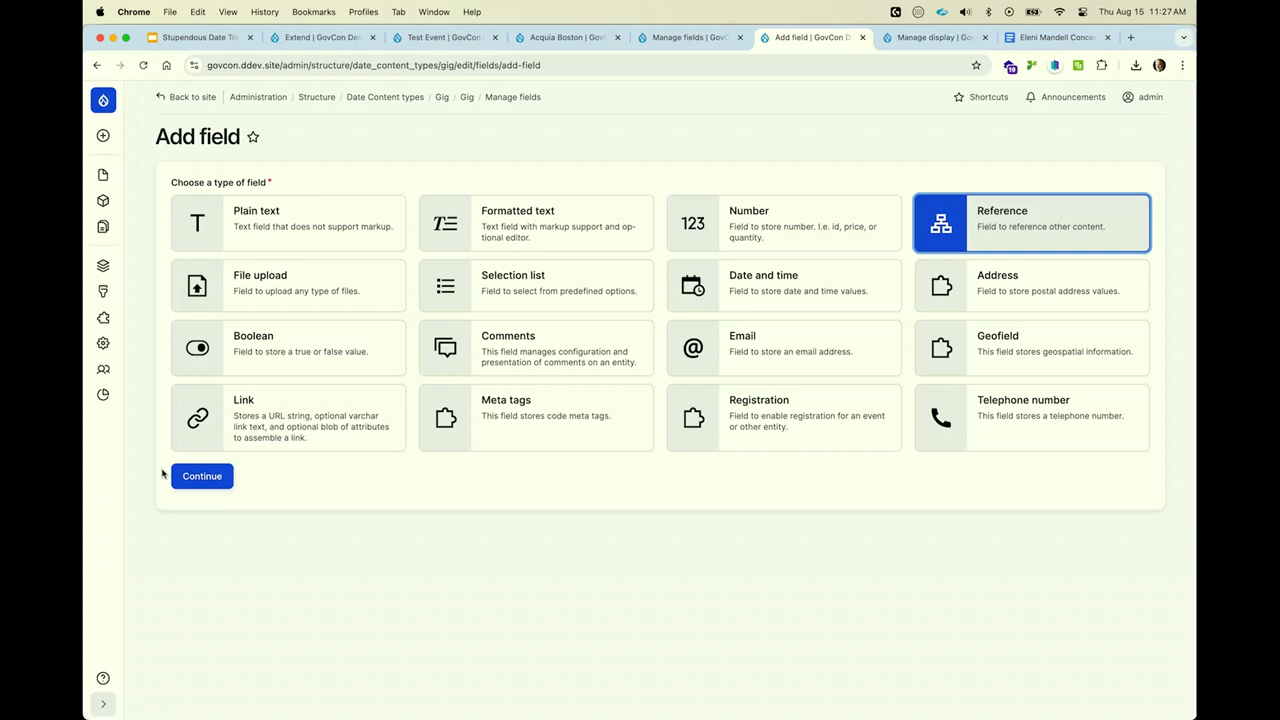 Chrome File Edit View History Bookmarks Profiles Tab Window Help Thu Aug 15 11:27 AM
Stupendous Date Tri Extend | GovCon De Test Event | GovCon Acquia Boston | Gov Manage fields | GovC Add field | GovCon D Manage display | Go Eleni Mandell Conce
govcon.ddev.site/admin/structure/date_content_types/gig/edit/fields/add-field
19
Back to site Administration Structure Date Content types Gig Gig Manage fields Shortcuts Announcements admin
Add field
Choose a type of field*
Plain text
Text field that does not support markup.
Formatted text
Text field with markup support and op-
tional editor.
123
Number
Field to store number. I.e. id, price, or
quantity.
Reference
Field to reference other content.
File upload
Field to upload any type of files.
Selection list
Field to select from predefined options.
Date and time
Field to store date and time values.
Address
Field to store postal address values.
Boolean
Field to store a true or false value.
Comments
This field manages configuration and
presentation of comments on an entity.
Email
Field to store an email address.
Geofield
This field stores geospatial information.
Link
Stores a URL string, optional varchar
link text, and optional blob of attributes
to assemble a link.
Meta tags
This field stores code meta tags.
Registration
Field to enable registration for an event
or other entity.
Telephone number
This field stores a telephone number.
Continue